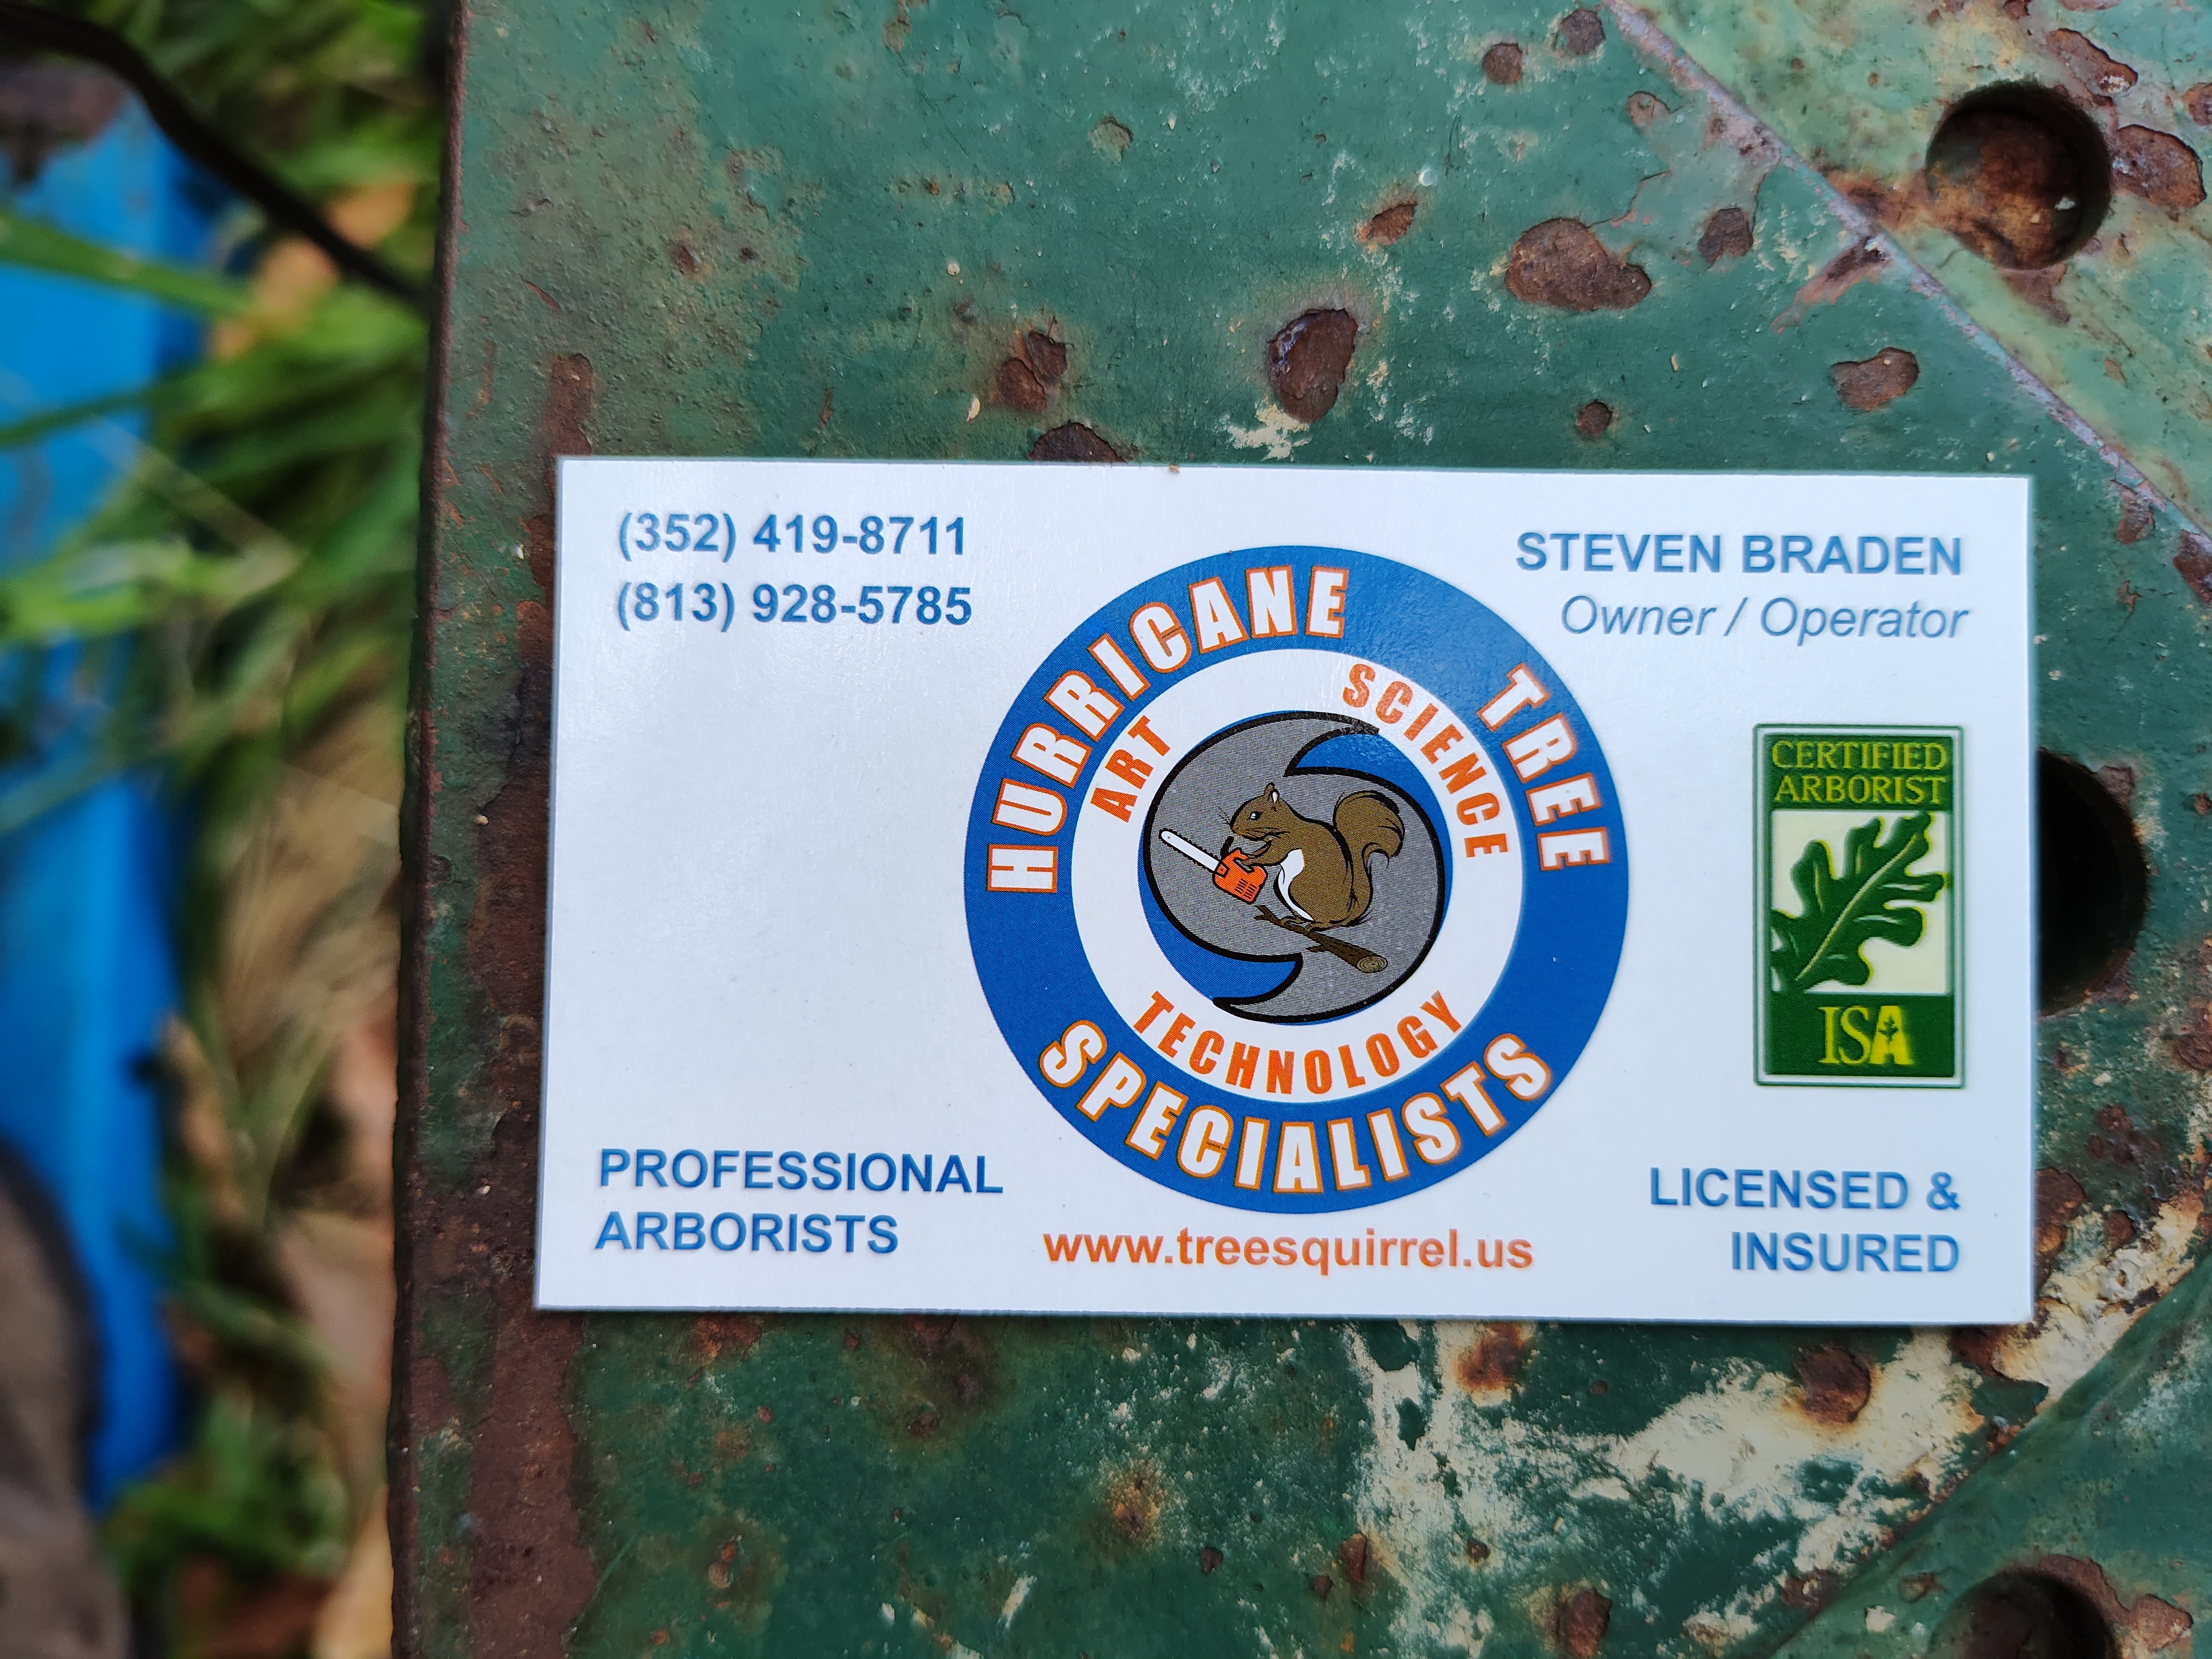 (352) 419-8711
(813) 928-5785
STEVEN BRADEN
Owner / Operator
HURRICANE TREE
SPECIALISTS
ART SCIENCE
TECHNOLOGY
CERTIFIED
ARBORIST
ISA
PROFESSIONAL
ARBORISTS
www.treesquirrel.us
LICENSED &
INSURED